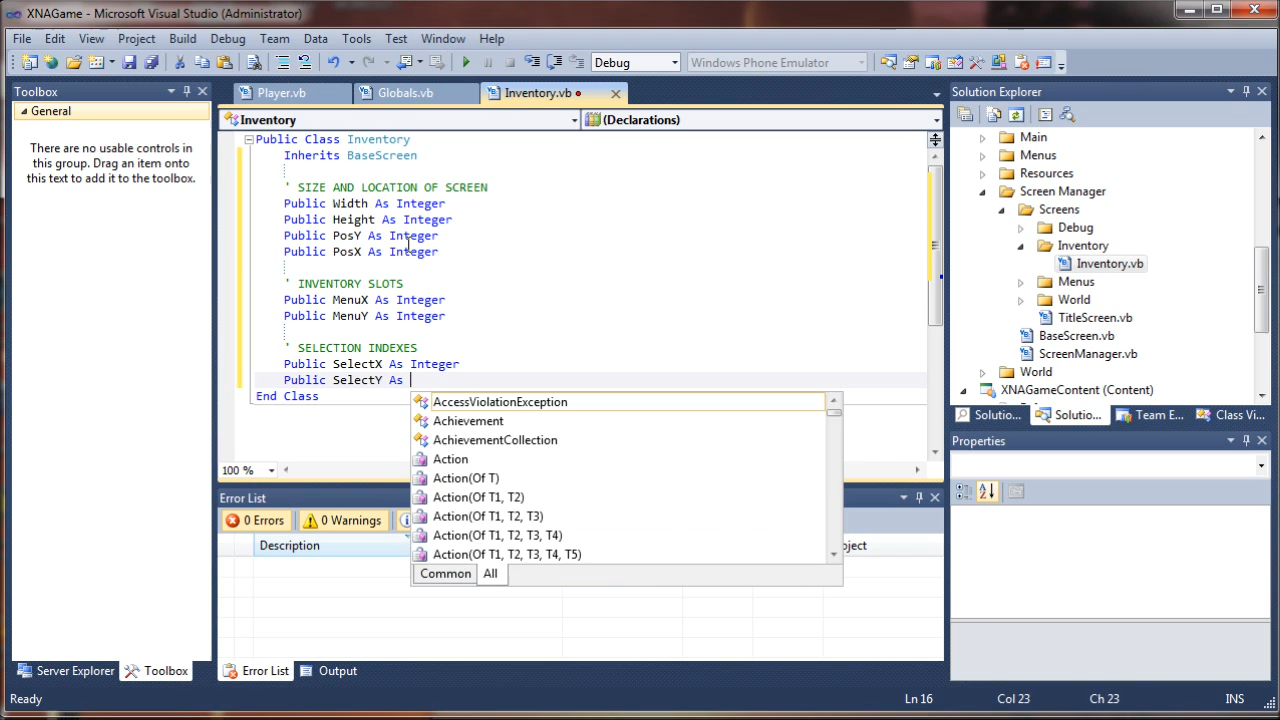 XNAGame - Microsoft Visual Studio (Administrator)
File Edit View Project Build Debug Team Data Tools Test Window Help
Debug Windows Phone Emulator
Toolbox
General
There are no usable controls in
this group. Drag an item onto
this text to add it to the toolbox.
Server Explorer Toolbox
Player.vb Globals.vb Inventory.vb
Inventory (Declarations)
Public Class Inventory
Inherits BaseScreen
' SIZE AND LOCATION OF SCREEN
Public Width As Integer
Public Height As Integer
Public PosY As Integer
Public PosX As Integer
' INVENTORY SLOTS
Public MenuX As Integer
Public MenuY As Integer
' SELECTION INDEXES
Public SelectX As Integer
Public SelectY As
End Class
AccessViolationException
Achievement
AchievementCollection
Action
Action(Of T)
Action(Of T1, T2)
Action(Of T1, T2, T3)
Action(Of T1, T2, T3, T4)
Action(Of T1, T2, T3, T4, T5)
Common All
100 %
Error List
0 Errors 0 Warnings
Description
Error List Output
Solution Explorer
Main
Menus
Resources
Screen Manager
Screens
Debug
Inventory
Inventory.vb
Menus
World
TitleScreen.vb
BaseScreen.vb
ScreenManager.vb
World
XNAGameContent (Content)
Solutio... Solutio... Team E... Class Vi...
Properties
Ready Ln 16 Col 23 Ch 23 INS